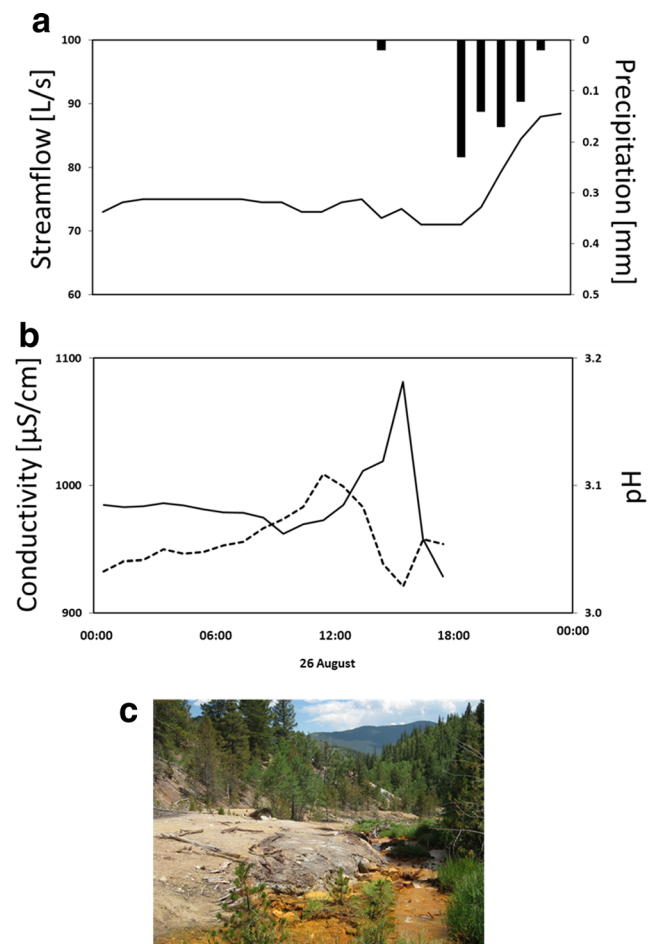 a
Streamflow [L/s]
100
90
80
70
60
Precipitation [mm]
0
0.1
0.2
0.3
0.4
0.5
b
Conductivity [µS/cm]
1100
1000
900
pH
3.2
3.1
3.0
00:00 06:00 12:00 18:00 00:00
26 August
c